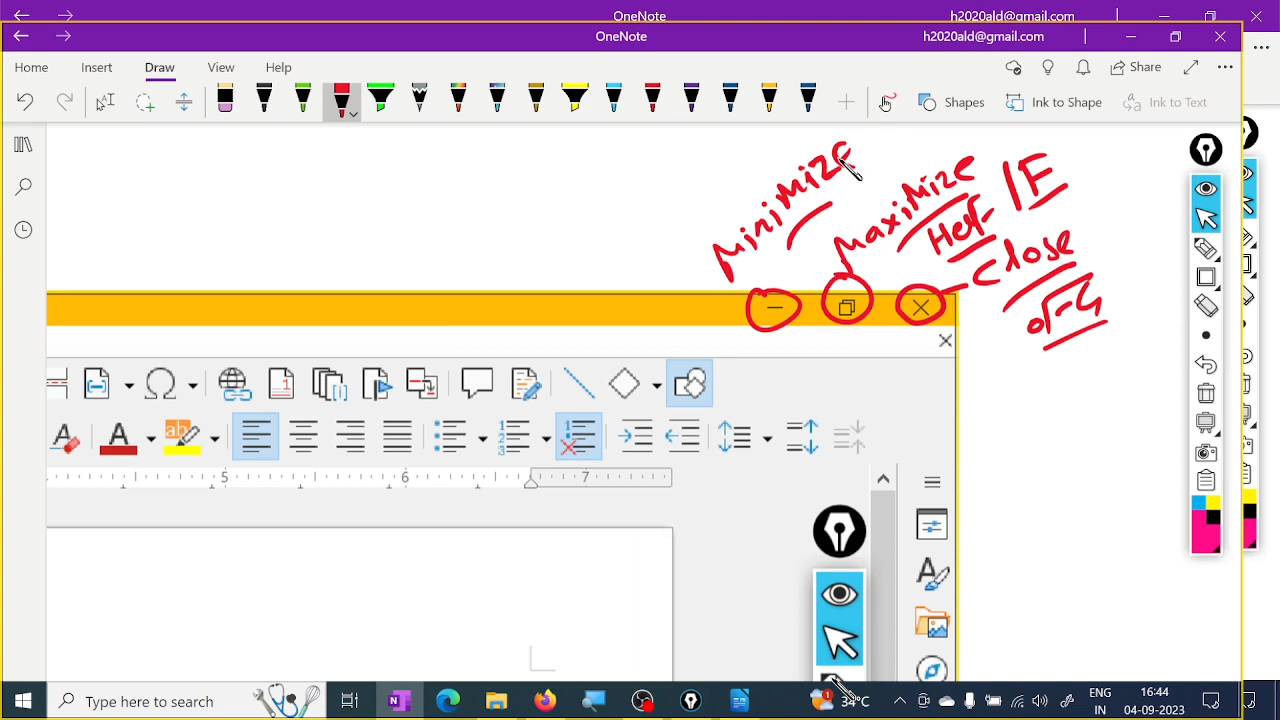 OneNote
h2020ald@gmail.com
OneNote
h2020ald@gmail.com
Home Insert Draw View Help
Share
Shapes
Ink to Shape
Ink to Text
Minimize
Maximize
Close
5 6 7
Type here to search
34°C
ENG
IN
16:44
04-09-2023